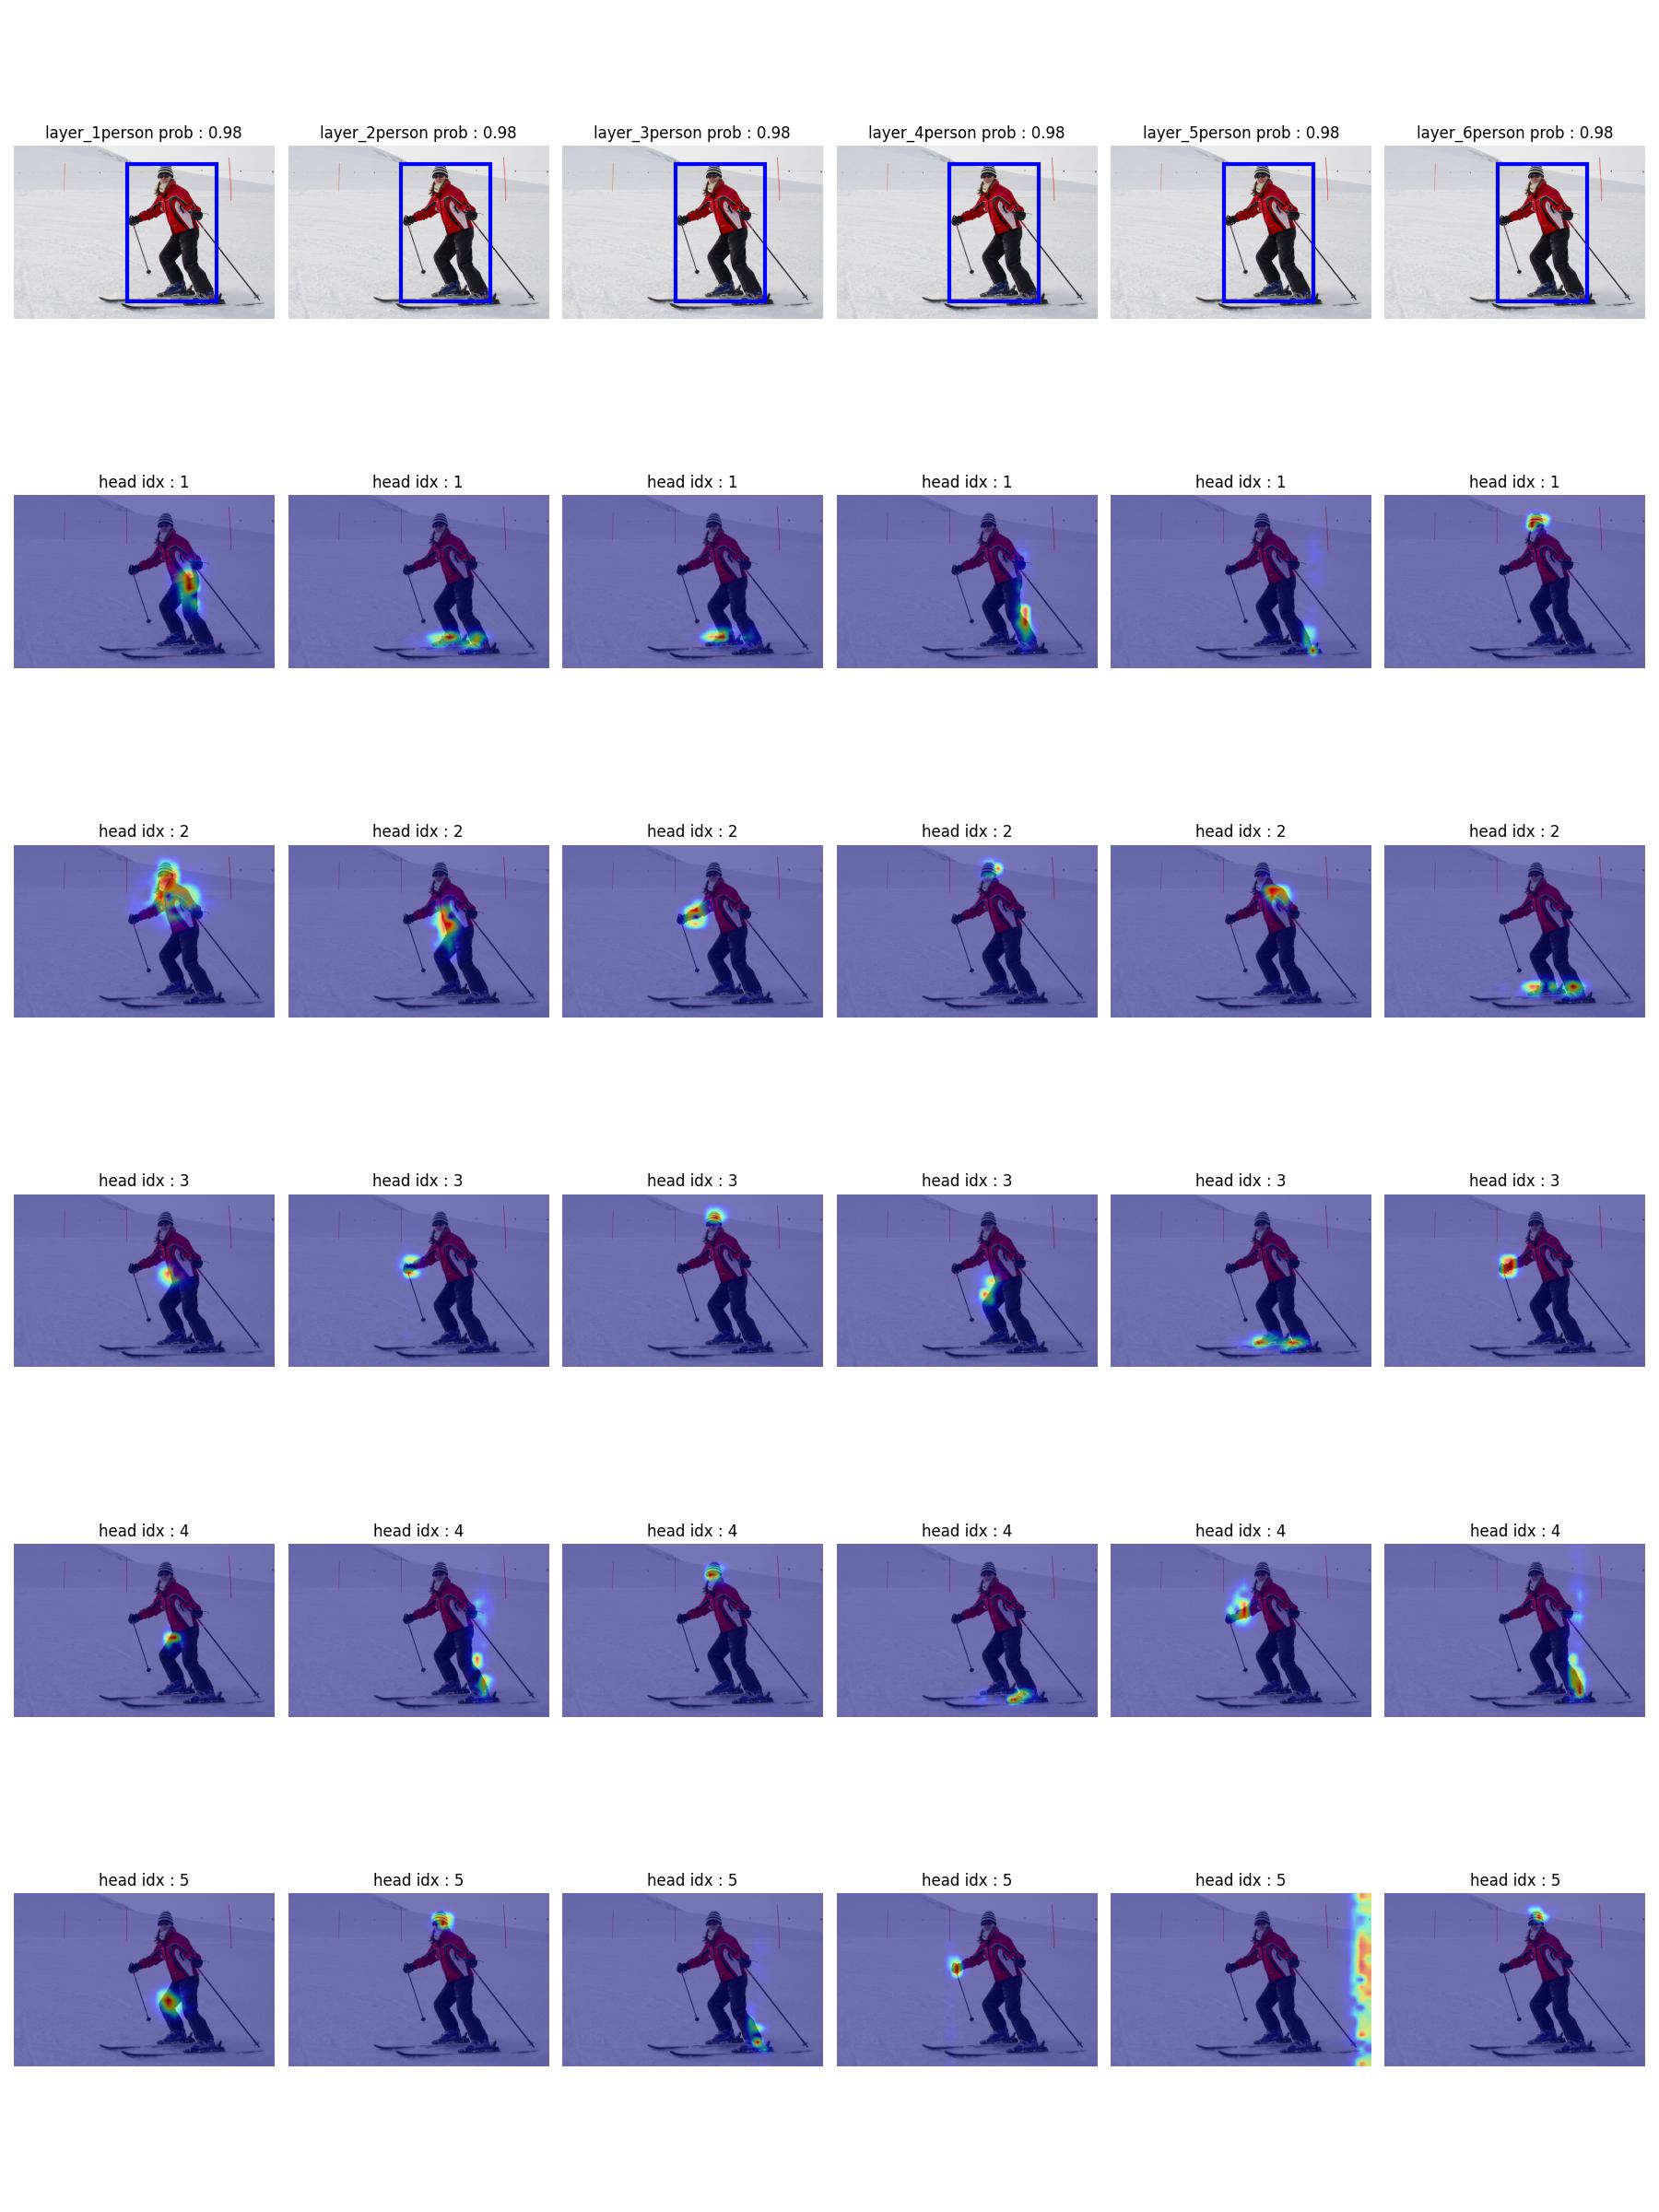 layer_1person prob : 0.98 layer_2person prob : 0.98 layer_3person prob : 0.98 layer_4person prob : 0.98 layer_5person prob : 0.98 layer_6person prob : 0.98
head idx : 1 head idx : 1 head idx : 1 head idx : 1 head idx : 1 head idx : 1
head idx : 2 head idx : 2 head idx : 2 head idx : 2 head idx : 2 head idx : 2
head idx : 3 head idx : 3 head idx : 3 head idx : 3 head idx : 3 head idx : 3
head idx : 4 head idx : 4 head idx : 4 head idx : 4 head idx : 4 head idx : 4
head idx : 5 head idx : 5 head idx : 5 head idx : 5 head idx : 5 head idx : 5